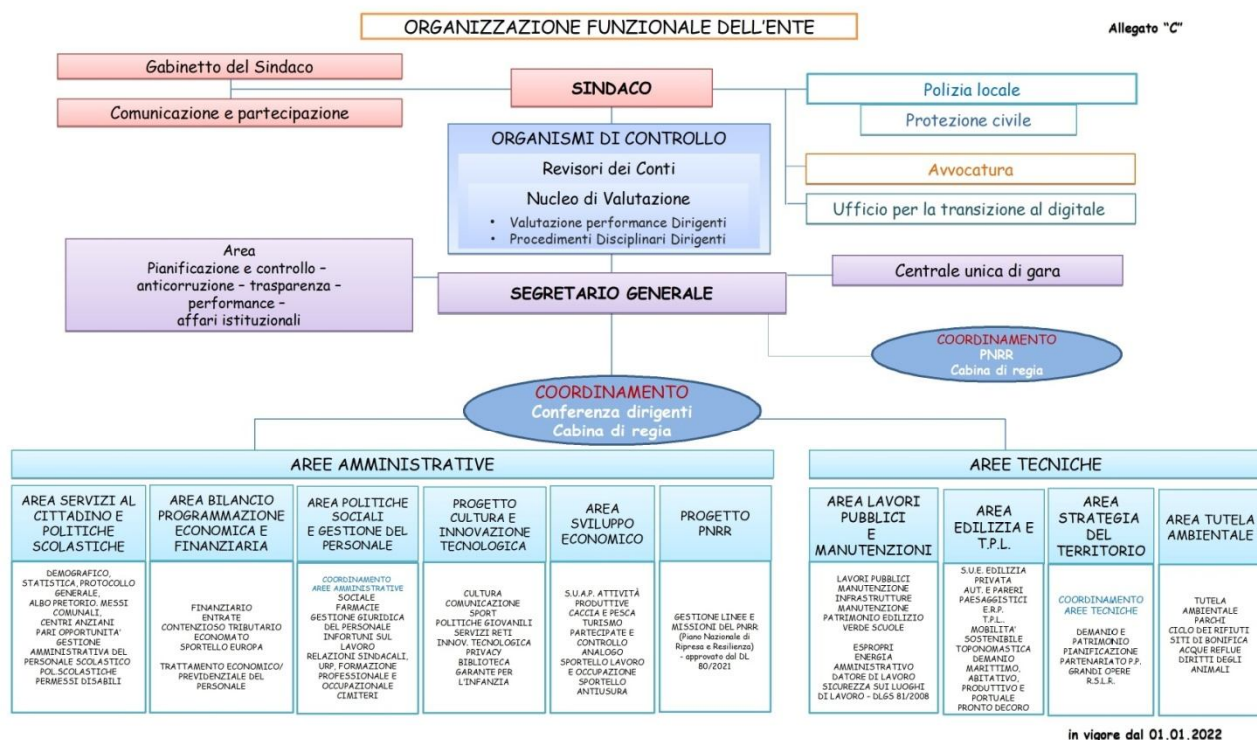 ORGANIZZAZIONE FUNZIONALE DELL'ENTE
Allegato "C"
Gabinetto del Sindaco
Comunicazione e partecipazione
SINDACO
Polizia locale
Protezione civile
Avvocatura
Ufficio per la transizione al digitale
ORGANISMI DI CONTROLLO
Revisori dei Conti
Nucleo di Valutazione
• Valutazione performance Dirigenti
• Procedimenti Disciplinari Dirigenti
Area
Pianificazione e controllo –
anticorruzione – trasparenza –
performance –
affari istituzionali
SEGRETARIO GENERALE
Centrale unica di gara
COORDINAMENTO
PNRR
Cabina di regia
COORDINAMENTO
Conferenza dirigenti
Cabina di regia
AREE AMMINISTRATIVE
AREA SERVIZI AL
CITTADINO E
POLITICHE
SCOLASTICHE
DEMOGRAFICO,
STATISTICA, PROTOCOLLO
GENERALE,
ALBO PRETORIO. MESSI
COMUNALI,
CENTRI ANZIANI
PARI OPPORTUNITA'
GESTIONE
AMMINISTRATIVA DEL
PERSONALE SCOLASTICO
POL.SCOLASTICHE
PERMESSI DISABILI
AREA BILANCIO
PROGRAMMAZIONE
ECONOMICA E
FINANZIARIA
FINANZIARIO
ENTRATE
CONTENZIOSO TRIBUTARIO
ECONOMATO
SPORTELLO EUROPA
TRATTAMENTO ECONOMICO/
PREVIDENZIALE DEL
PERSONALE
AREA POLITICHE
SOCIALI
E GESTIONE DEL
PERSONALE
COORDINAMENTO
AREE AMMINISTRATIVE
SOCIALE
FARMACIE
GESTIONE GIURIDICA
DEL PERSONALE
INFORTUNI SUL
LAVORO
RELAZIONI SINDACALI,
URP, FORMAZIONE
PROFESSIONALE E
OCCUPAZIONALE
CIMITERI
PROGETTO
CULTURA E
INNOVAZIONE
TECNOLOGICA
CULTURA
COMUNICAZIONE
SPORT
POLITICHE GIOVANILI
SERVIZI RETI
INNOV. TECNOLOGICA
PRIVACY
BIBLIOTECA
GARANTE PER
L'INFANZIA
AREA
SVILUPPO
ECONOMICO
S.U.A.P. ATTIVITÀ
PRODUTTIVE
CACCIA E PESCA
TURISMO
PARTECIPATE E
CONTROLLO
ANALOGO
SPORTELLO LAVORO
E OCCUPAZIONE
SPORTELLO
ANTIUSURA
PROGETTO
PNRR
GESTIONE LINEE E
MISSIONI DEL PNRR
(Piano Nazionale di
Ripresa e Resilienza)
– approvato dal DL
80/2021
AREE TECNICHE
AREA LAVORI
PUBBLICI
E
MANUTENZIONI
LAVORI PUBBLICI
MANUTENZIONE
INFRASTRUTTURE
MANUTENZIONE
PATRIMONIO EDILIZIO
VERDE SCUOLE
ESPROPRI
ENERGIA
AMMINISTRATIVO
DATORE DI LAVORO
SICUREZZA SUI LUOGHI
DI LAVORO – DLGS 81/2008
AREA
EDILIZIA E
T.P.L.
S.U.E. EDILIZIA
PRIVATA
AUT. E PARERI
PAESAGGISTICI
E.R.P.
T.P.L.
MOBILITA'
SOSTENIBILE
TOPONOMASTICA
DEMANIO
MARITTIMO,
ABITATIVO,
PRODUTTIVO E
PORTUALE
PRONTO DECORO
AREA
STRATEGIA
DEL
TERRITORIO
COORDINAMENTO
AREE TECNICHE
DEMANIO E
PATRIMONIO
PIANIFICAZIONE
PARTENARIATO P.P.
GRANDI OPERE
R.S.L.R.
AREA TUTELA
AMBIENTALE
TUTELA
AMBIENTALE
PARCHI
CICLO DEI RIFIUTI
SITI DI BONIFICA
ACQUE REFLUE
DIRITTI DEGLI
ANIMALI
in vigore dal 01.01.2022